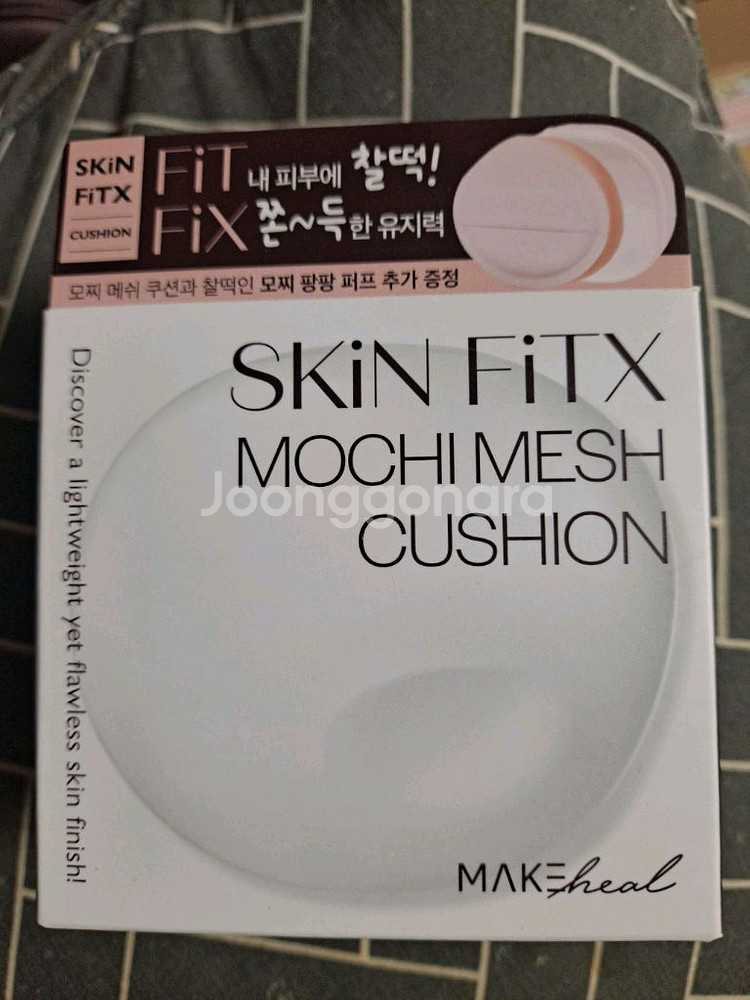 SKiN
FiTX
CUSHION
FiT 내 피부에 찰떡!
FiX 쫀~득한 유지력
모찌 메쉬 쿠션과 찰떡인 모찌 팡팡 퍼프 추가 증정
SKiN FiTX
MOCHI MESH
CUSHION
Joonggonara
Discover a lightweight yet flawless skin finish!
MAKEheal